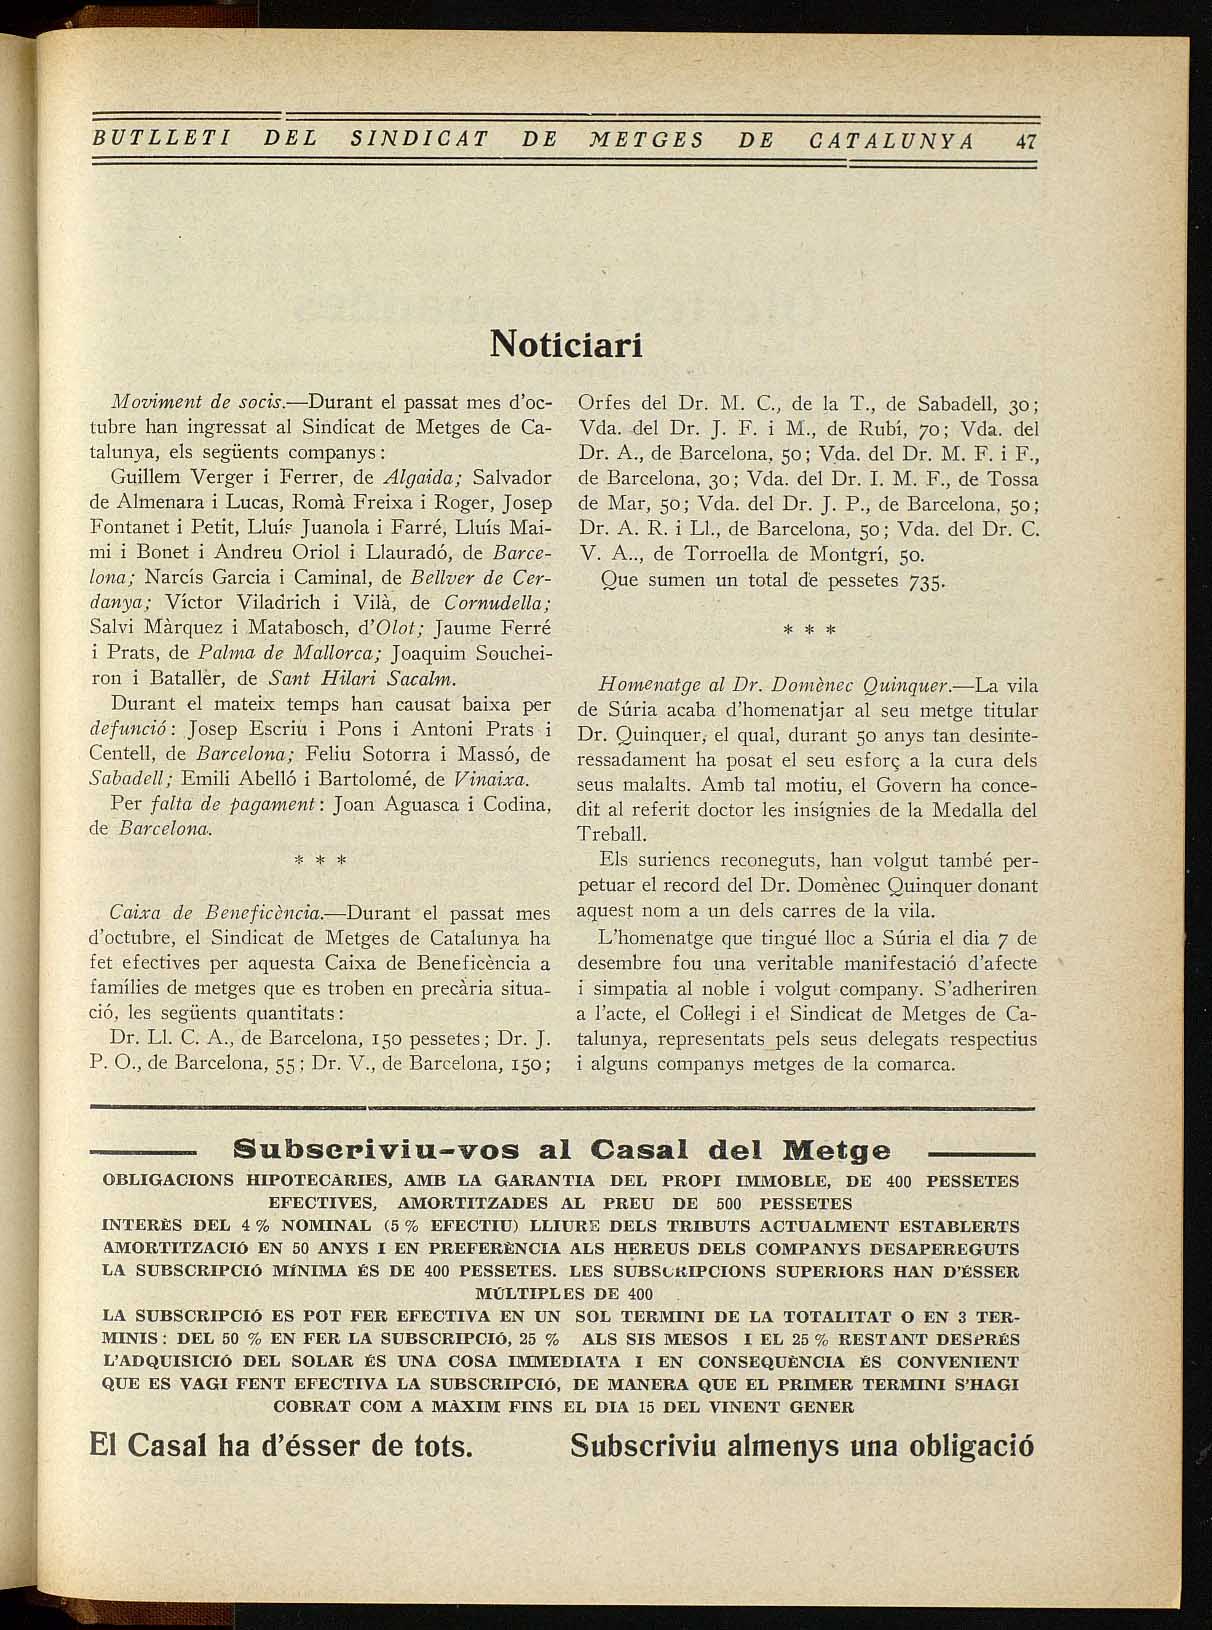 BUTLLETI DEL SINDICAT DE METGES DE CATALUNYA 47
Noticiari
Moviment de socis.—Durant el passat mes d'oc-
tubre han ingressat al Sindicat de Metges de Ca-
talunya, els següents companys:
Guillem Verger i Ferrer, de Algaida; Salvador
de Almenara i Lucas, Romà Freixa i Roger, Josep
Fontanet i Petit, Lluís Juanola i Farré, Lluís Mai-
mi i Bonet i Andreu Oriol i Llauradó, de Barce-
lona; Narcís Garcia i Caminal, de Bellver de Cer-
danya; Víctor Viladrich i Vilà, de Cornudella;
Salvi Màrquez i Matabosch, d'Olot; Jaume Ferré
i Prats, de Palma de Mallorca; Joaquim Souchei-
ron i Batallèr, de Sant Hilari Sacalm.
Durant el mateix temps han causat baixa per
defunció: Josep Escriu i Pons i Antoni Prats i
Centell, de Barcelona; Feliu Sotorra i Massó, de
Sabadell; Emili Abelló i Bartolomé, de Vinaixa.
Per falta de pagament: Joan Aguasca i Codina,
de Barcelona.
* * *
Caixa de Beneficència.—Durant el passat mes
d'octubre, el Sindicat de Metges de Catalunya ha
fet efectives per aquesta Caixa de Beneficència a
famílies de metges que es troben en precària situa-
ció, les següents quantitats:
Dr. Ll. C. A., de Barcelona, 150 pessetes; Dr. J.
P. O., de Barcelona, 55; Dr. V., de Barcelona, 150;
Orfes del Dr. M. C., de la T., de Sabadell, 30;
Vda. del Dr. J. F. i M., de Rubí, 70; Vda. del
Dr. A., de Barcelona, 50; Vda. del Dr. M. F. i F.,
de Barcelona, 30; Vda. del Dr. I. M. F., de Tossa
de Mar, 50; Vda. del Dr. J. P., de Barcelona, 50;
Dr. A. R. i Ll., de Barcelona, 50; Vda. del Dr. C.
V. A.., de Torroella de Montgrí, 50.
Que sumen un total de pessetes 735.
* * *
Homenatge al Dr. Domènec Quinquer.—La vila
de Súria acaba d'homenatjar al seu metge titular
Dr. Quinquer, el qual, durant 50 anys tan desinte-
ressadament ha posat el seu esforç a la cura dels
seus malalts. Amb tal motiu, el Govern ha conce-
dit al referit doctor les insígnies de la Medalla del
Treball.
Els suriencs reconeguts, han volgut també per-
petuar el record del Dr. Domènec Quinquer donant
aquest nom a un dels carres de la vila.
L'homenatge que tingué lloc a Súria el dia 7 de
desembre fou una veritable manifestació d'afecte
i simpatia al noble i volgut company. S'adheriren
a l'acte, el Col·legi i el Sindicat de Metges de Ca-
talunya, representats pels seus delegats respectius
i alguns companys metges de la comarca.
Subscriviu-vos al Casal del Metge
OBLIGACIONS HIPOTECÀRIES, AMB LA GARANTIA DEL PROPI IMMOBLE, DE 400 PESSETES
EFECTIVES, AMORTITZADES AL PREU DE 500 PESSETES
INTERÈS DEL 4 % NOMINAL (5 % EFECTIU) LLIURE DELS TRIBUTS ACTUALMENT ESTABLERTS
AMORTITZACIÓ EN 50 ANYS I EN PREFERÈNCIA ALS HEREUS DELS COMPANYS DESAPEREGUTS
LA SUBSCRIPCIÓ MÍNIMA ÉS DE 400 PESSETES. LES SUBSCRIPCIONS SUPERIORS HAN D'ÉSSER
MÚLTIPLES DE 400
LA SUBSCRIPCIÓ ES POT FER EFECTIVA EN UN SOL TERMINI DE LA TOTALITAT O EN 3 TER-
MINIS: DEL 50 % EN FER LA SUBSCRIPCIÓ, 25 % ALS SIS MESOS I EL 25 % RESTANT DESPRÉS
L'ADQUISICIÓ DEL SOLAR ÉS UNA COSA IMMEDIATA I EN CONSEQUÈNCIA ÉS CONVENIENT
QUE ES VAGI FENT EFECTIVA LA SUBSCRIPCIÓ, DE MANERA QUE EL PRIMER TERMINI S'HAGI
COBRAT COM A MÀXIM FINS EL DIA 15 DEL VINENT GENER
El Casal ha d'ésser de tots. Subscriviu almenys una obligació